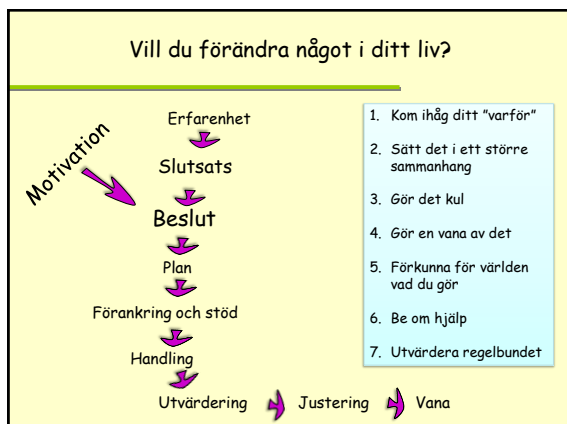 Vill du förändra något i ditt liv?
Motivation
Erfarenhet
Slutsats
Beslut
Plan
Förankring och stöd
Handling
Utvärdering Justering Vana
1. Kom ihåg ditt ”varför”
2. Sätt det i ett större
sammanhang
3. Gör det kul
4. Gör en vana av det
5. Förkunna för världen
vad du gör
6. Be om hjälp
7. Utvärdera regelbundet